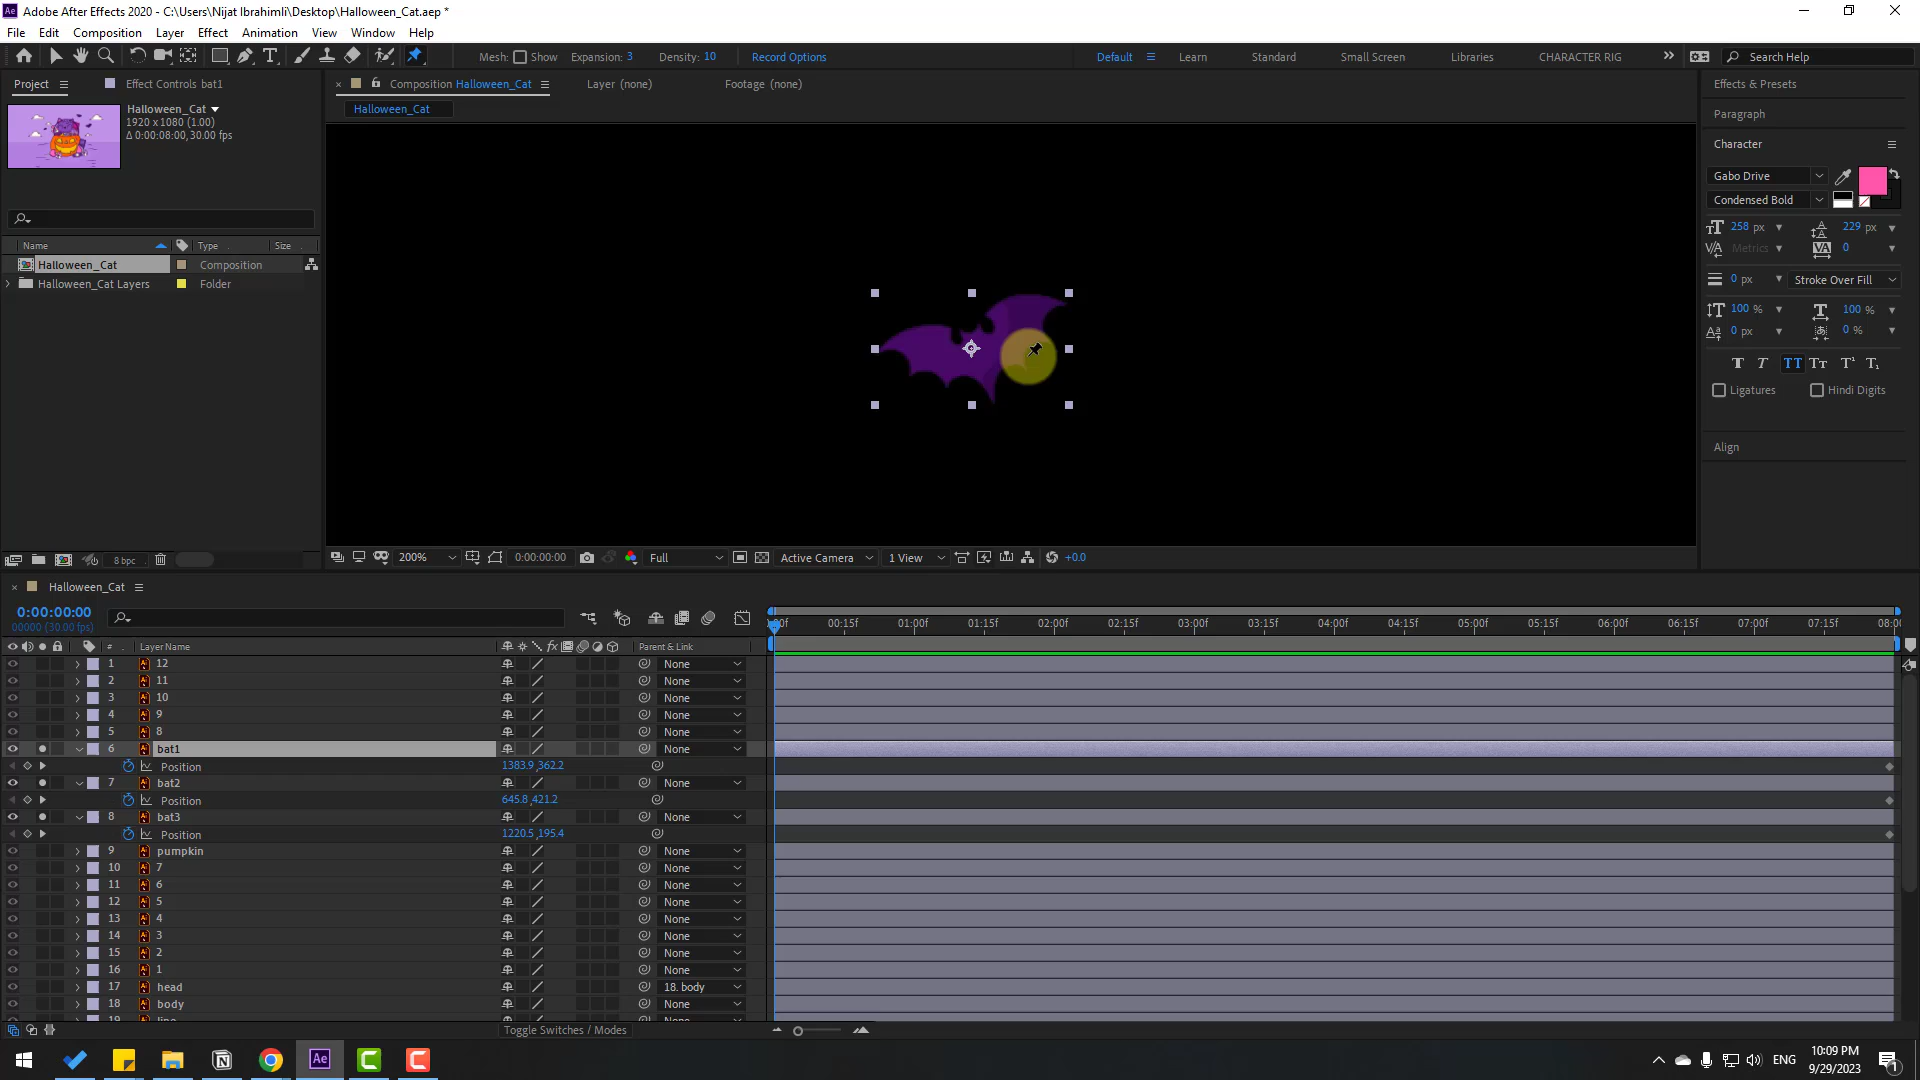 Adobe After Effects 2020 - C:\Users\Nijat Ibrahimli\Desktop\Halloween_Cat.aep *
File Edit Composition Layer Effect Animation View Window Help
Mesh: Show Expansion: 3 Density: 10 Record Options Default Learn Standard Small Screen Libraries CHARACTER RIG Search Help
Project Effect Controls bat1 Composition Halloween_Cat Layer (none) Footage (none) Effects & Presets
Halloween_Cat
1920 x 1080 (1.00)
Δ 0:00:08:00, 30.00 fps
Halloween_Cat
Paragraph
Character
Gabo Drive
Condensed Bold
258 px 229 px
Metrics 0
0 px Stroke Over Fill
100 % 100 %
0 px 0 %
Ligatures Hindi Digits
Align
Name Type Size
Halloween_Cat Composition
Halloween_Cat Layers Folder
8 bpc
200% 0:00:00:00 Full Active Camera 1 View +0.0
Halloween_Cat
0:00:00:00
00000 (30.00 fps)
00f 00:15f 01:00f 01:15f 02:00f 02:15f 03:00f 03:15f 04:00f 04:15f 05:00f 05:15f 06:00f 06:15f 07:00f 07:15f 08:00
# Layer Name Parent & Link
1 12 None
2 11 None
3 10 None
4 9 None
5 8 None
6 bat1 None
Position 1383.9,362.2
7 bat2 None
Position 645.8,421.2
8 bat3 None
Position 1220.5,195.4
9 pumpkin None
10 7 None
11 6 None
12 5 None
13 4 None
14 3 None
15 2 None
16 1 None
17 head 18. body
18 body None
Toggle Switches / Modes
ENG
10:09 PM
9/29/2023
1